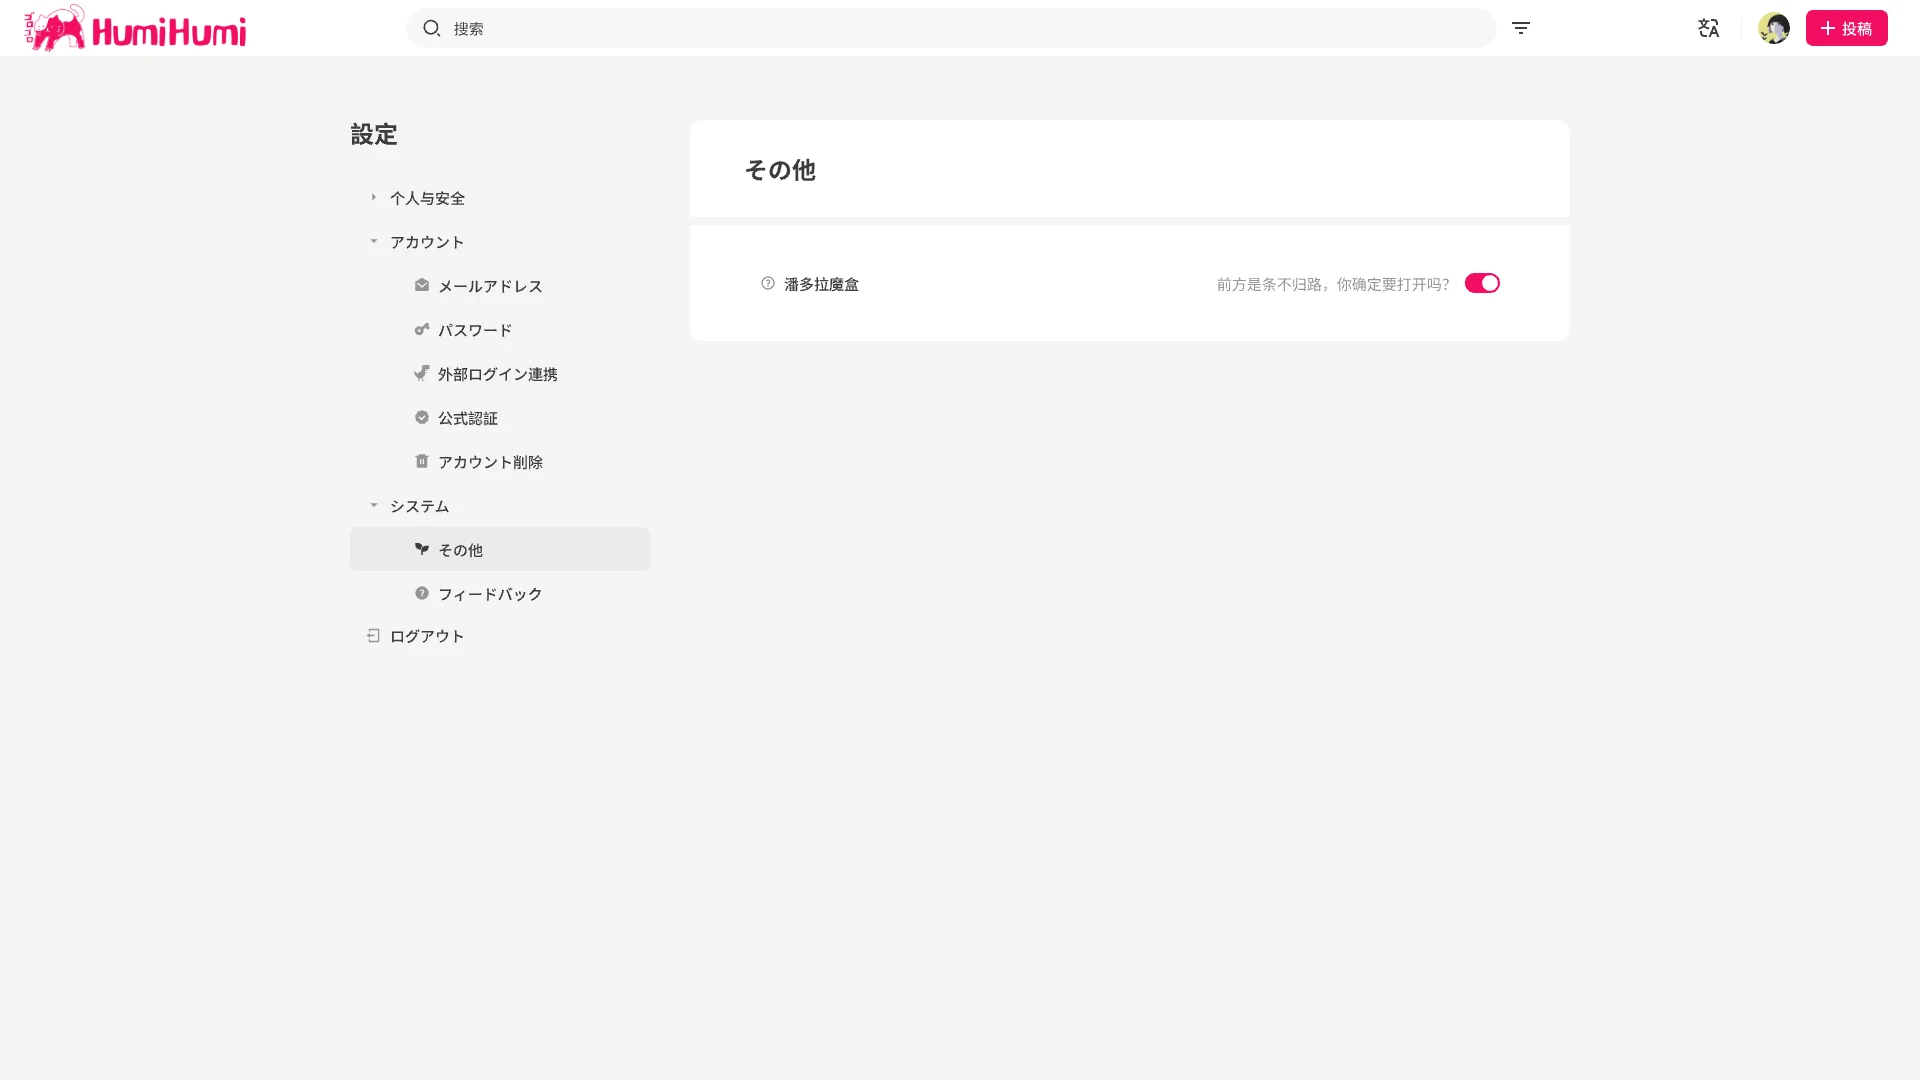 ゴロゴロ
HumiHumi
搜索
投稿
設定
个人与安全
アカウント
メールアドレス
パスワード
外部ログイン連携
公式認証
アカウント削除
システム
その他
フィードバック
ログアウト
その他
潘多拉魔盒
前方是条不归路，你确定要打开吗？